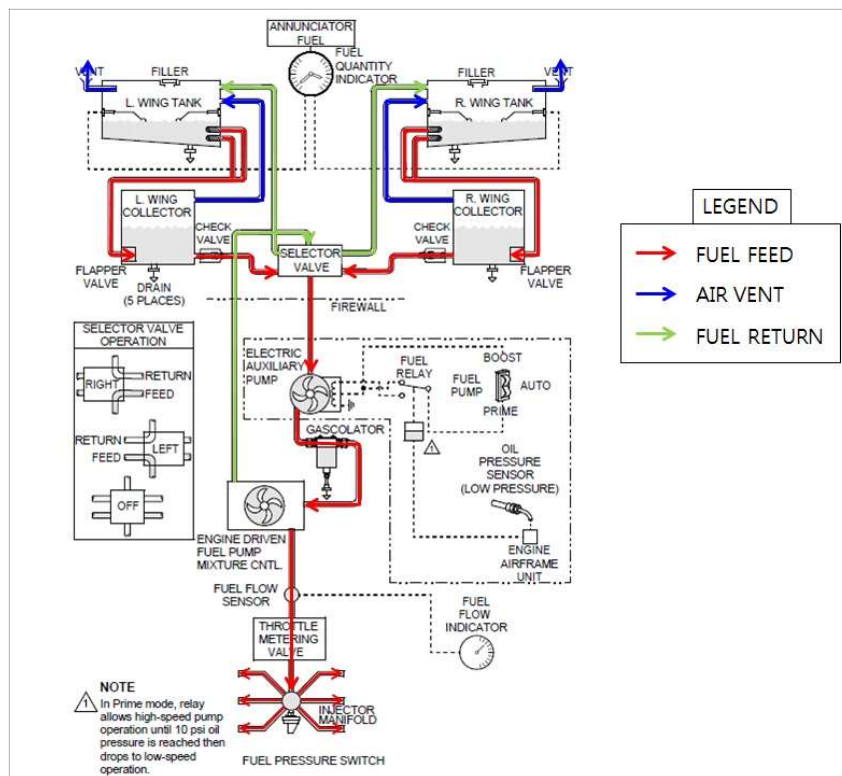 ANNUNCIATOR
FUEL
FUEL
QUANTITY
INDICATOR
VENT
FILLER
L. WING TANK
FILLER
VENT
R. WING TANK
L. WING
COLLECTOR
CHECK
VALVE
SELECTOR
VALVE
CHECK
VALVE
R. WING
COLLECTOR
FLAPPER
VALVE
DRAIN
(5 PLACES)
FLAPPER
VALVE
FIREWALL
LEGEND
FUEL FEED
AIR VENT
FUEL RETURN
SELECTOR VALVE
OPERATION
RIGHT
RETURN
FEED
RETURN
FEED
LEFT
OFF
ELECTRIC
AUXILIARY
PUMP
FUEL
RELAY
BOOST
FUEL
PUMP
AUTO
PRIME
GASCOLATOR
1
OIL
PRESSURE
SENSOR
(LOW PRESSURE)
ENGINE
AIRFRAME
UNIT
ENGINE DRIVEN
FUEL PUMP
MIXTURE CNTL.
FUEL FLOW
SENSOR
FUEL
FLOW
INDICATOR
THROTTLE
METERING
VALVE
INJECTOR
MANIFOLD
FUEL PRESSURE SWITCH
NOTE
1 In Prime mode, relay
allows high-speed pump
operation until 10 psi oil
pressure is reached then
drops to low-speed
operation.